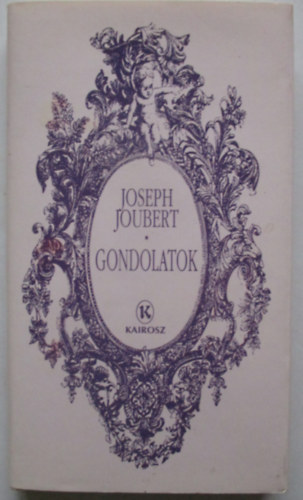 JOSEPH
JOUBERT
•
GONDOLATOK
K
KAIROSZ